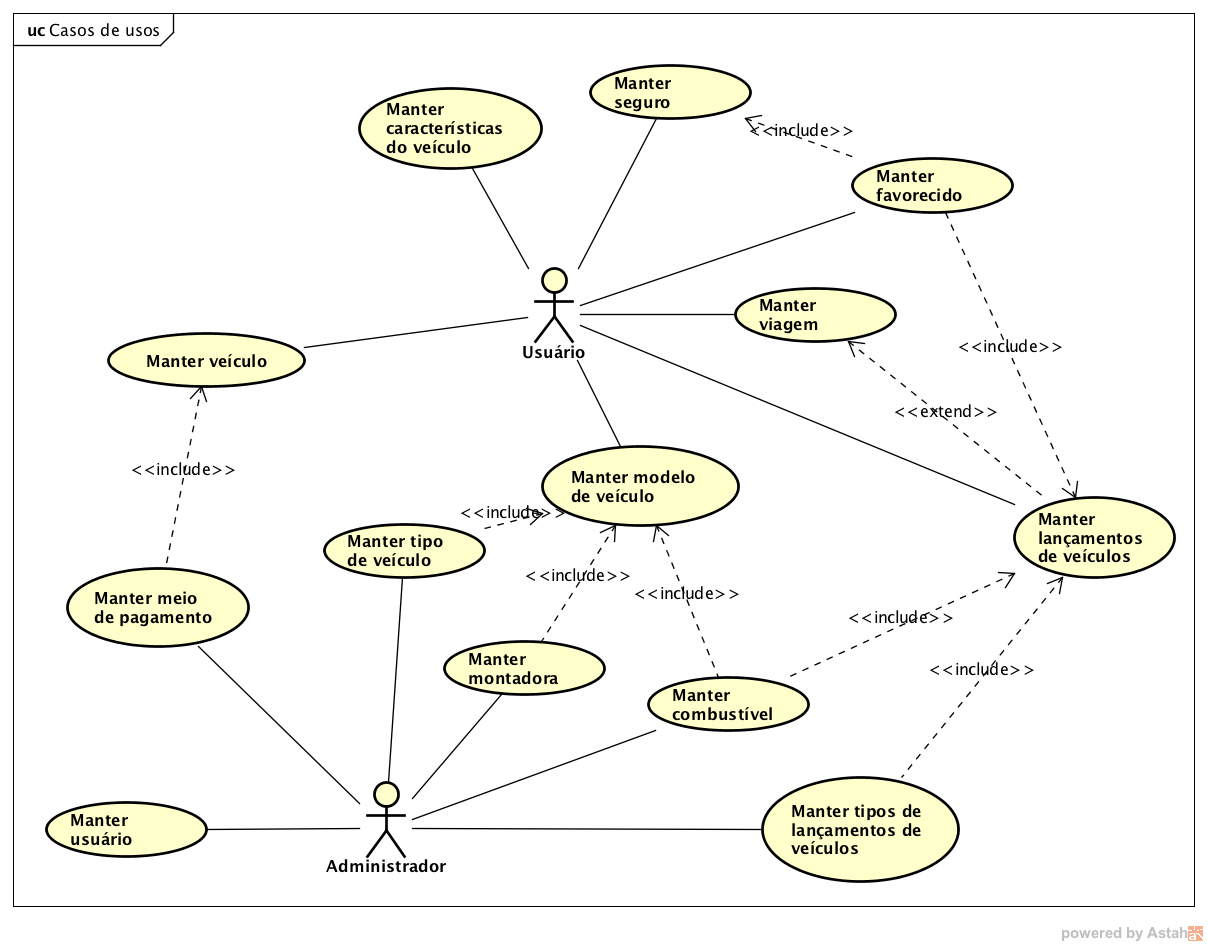 uc Casos de usos
Manter
seguro
Manter
características
do veículo
<<include>>
Manter
favorecido
Manter
viagem
<<include>>
Usuário
Manter veículo
<<extend>>
<<include>>
Manter modelo
de veículo
<<include>>
Manter
lançamentos
de veículos
Manter tipo
de veículo
<<include>>
<<include>>
Manter meio
de pagamento
<<include>>
Manter
montadora
<<include>>
Manter
combustível
Manter tipos de
lançamentos de
veículos
Manter
usuário
Administrador
powered by Astah